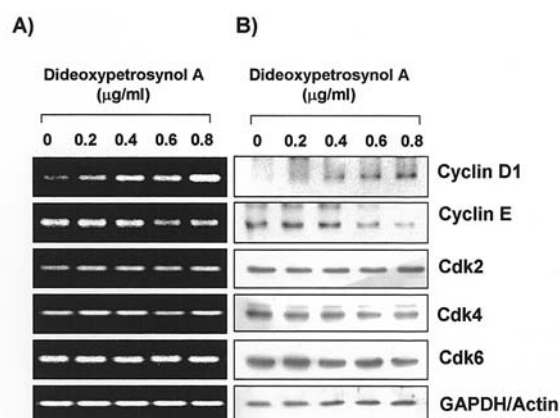 A)
B)
Dideoxypetrosynol A
(µg/ml)
0 0.2 0.4 0.6 0.8
Dideoxypetrosynol A
(µg/ml)
0 0.2 0.4 0.6 0.8
Cyclin D1
Cyclin E
Cdk2
Cdk4
Cdk6
GAPDH/Actin